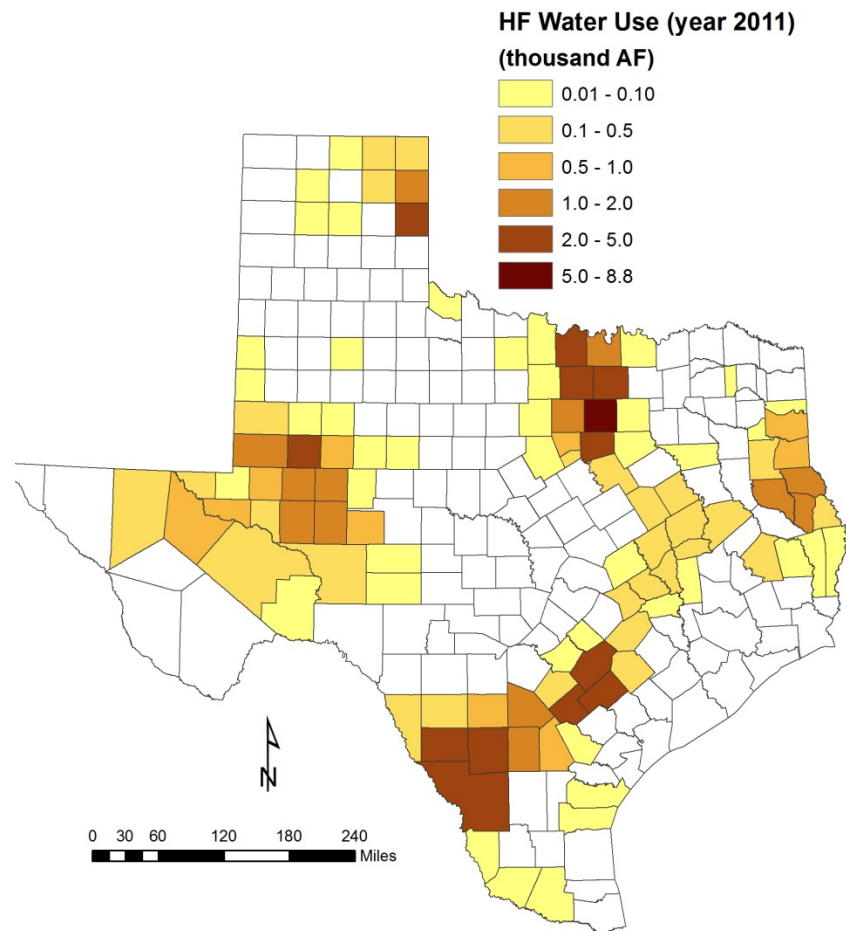 HF Water Use (year 2011)
(thousand AF)
0.01 - 0.10
0.1 - 0.5
0.5 - 1.0
1.0 - 2.0
2.0 - 5.0
5.0 - 8.8
N
0 30 60 120 180 240
Miles